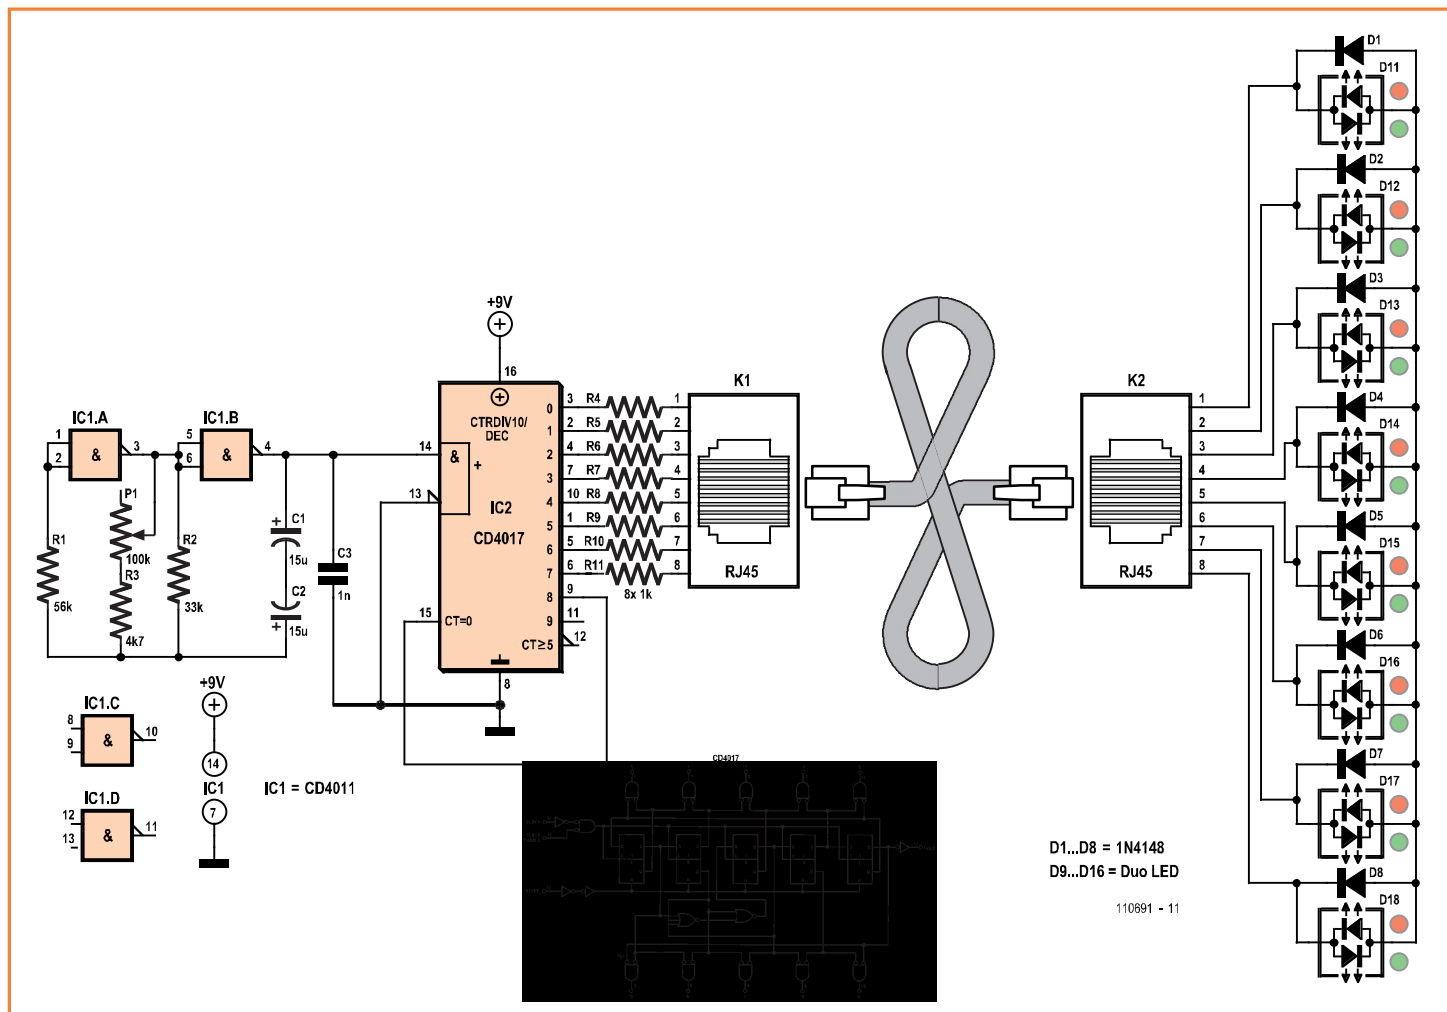 +9V
16
CTRDIV10/
DEC
14
&
+
13
IC2
CD4017
15
CT=0
CT≥5
8
0
1
2
3
4
5
6
7
8
9
3
2
4
7
10
1
5
6
9
11
12
R4
R5
R6
R7
R8
R9
R10
R11
8x 1k
K1
1
2
3
4
5
6
7
8
RJ45
K2
1
2
3
4
5
6
7
8
RJ45
IC1.A
1
2
&
3
IC1.B
5
6
&
4
P1
100k
R1
56k
R3
4k7
R2
33k
+
C1
15u
C2
+
15u
C3
1n
IC1.C
8
9
&
10
IC1.D
12
13
&
11
+9V
14
IC1
7
IC1 = CD4011
CD4017
D1
D11
D2
D12
D3
D13
D4
D14
D5
D15
D6
D16
D7
D17
D8
D18
D1...D8 = 1N4148
D9...D16 = Duo LED
110691 - 11